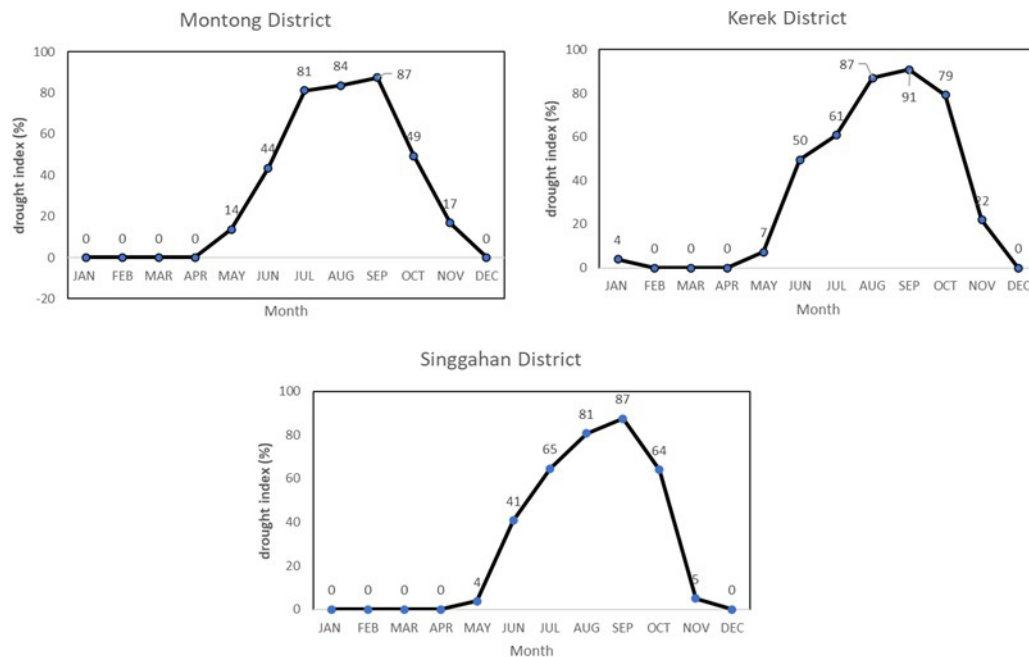 Montong District
100
80
60
40
20
0
-20
drought index (%)
0 0 0 0 14 44 81 84 87 49 17 0
JAN FEB MAR APR MAY JUN JUL AUG SEP OCT NOV DEC
Month
Kerek District
100
80
60
40
20
0
drought index (%)
4 0 0 0 7 50 61 87 91 79 22 0
JAN FEB MAR APR MAY JUN JUL AUG SEP OCT NOV DEC
Month
Singgahan District
100
80
60
40
20
0
drought index (%)
0 0 0 0 4 41 65 81 87 64 5 0
JAN FEB MAR APR MAY JUN JUL AUG SEP OCT NOV DEC
Month